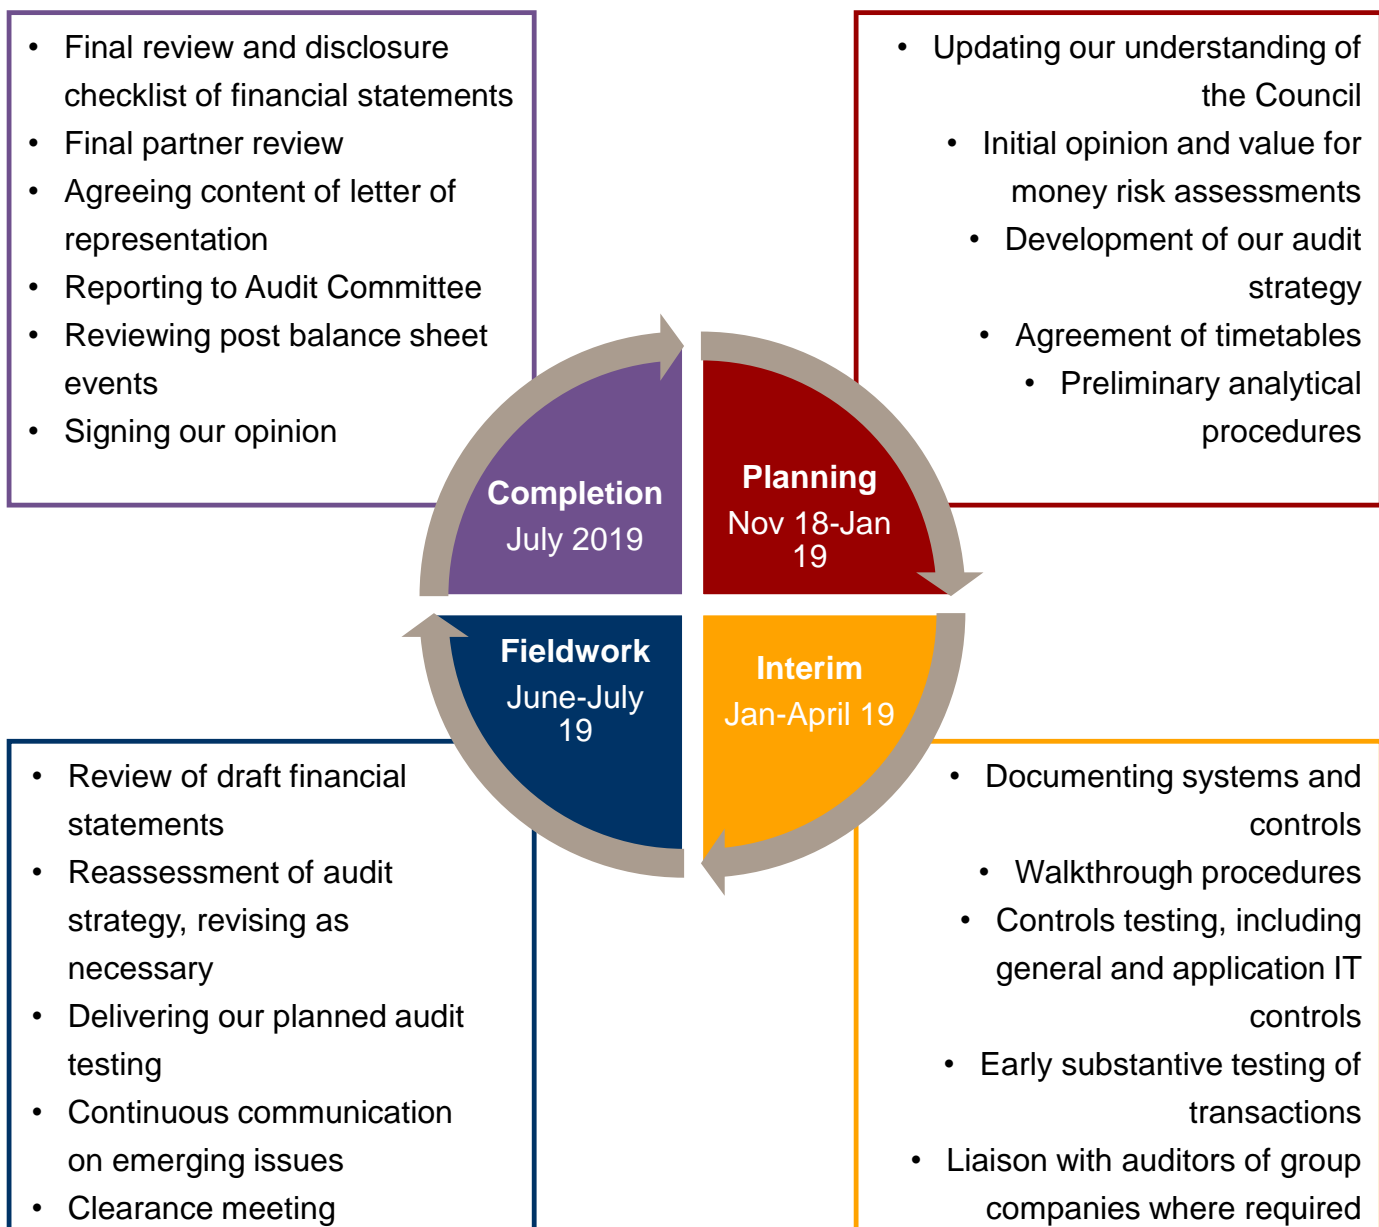 • Final review and disclosure
checklist of financial statements
• Final partner review
• Agreeing content of letter of
representation
• Reporting to Audit Committee
• Reviewing post balance sheet
events
• Signing our opinion
• Updating our understanding of
the Council
• Initial opinion and value for
money risk assessments
• Development of our audit
strategy
• Agreement of timetables
• Preliminary analytical
procedures
Completion
July 2019
Planning
Nov 18-Jan
19
Fieldwork
June-July
19
Interim
Jan-April 19
• Review of draft financial
statements
• Reassessment of audit
strategy, revising as
necessary
• Delivering our planned audit
testing
• Continuous communication
on emerging issues
• Clearance meeting
• Documenting systems and
controls
• Walkthrough procedures
• Controls testing, including
general and application IT
controls
• Early substantive testing of
transactions
• Liaison with auditors of group
companies where required